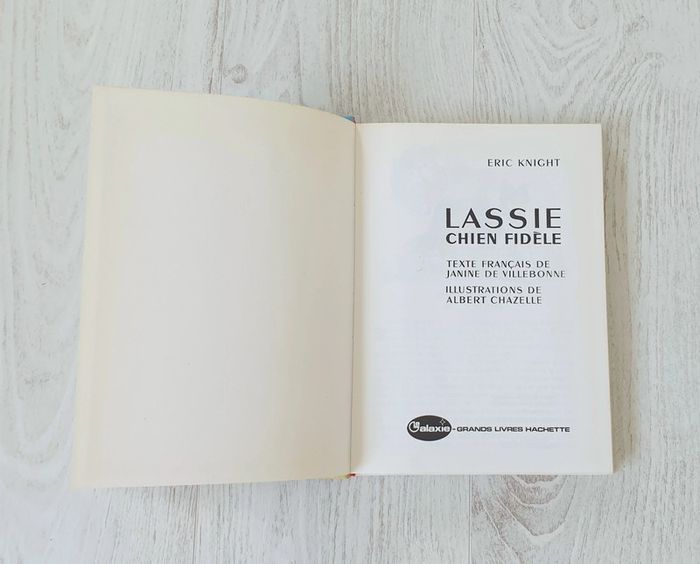 ERIC KNIGHT
LASSIE
CHIEN FIDÈLE
TEXTE FRANÇAIS DE
JANINE DE VILLEBONNE
ILLUSTRATIONS DE
ALBERT CHAZELLE
la Galaxie - GRANDS LIVRES HACHETTE